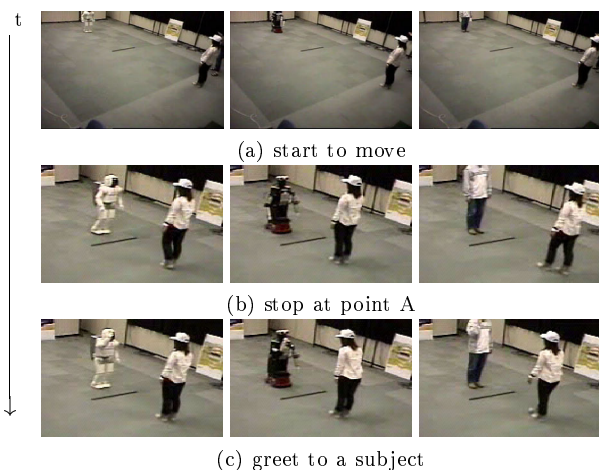 t
(a) start to move
(b) stop at point A
(c) greet to a subject